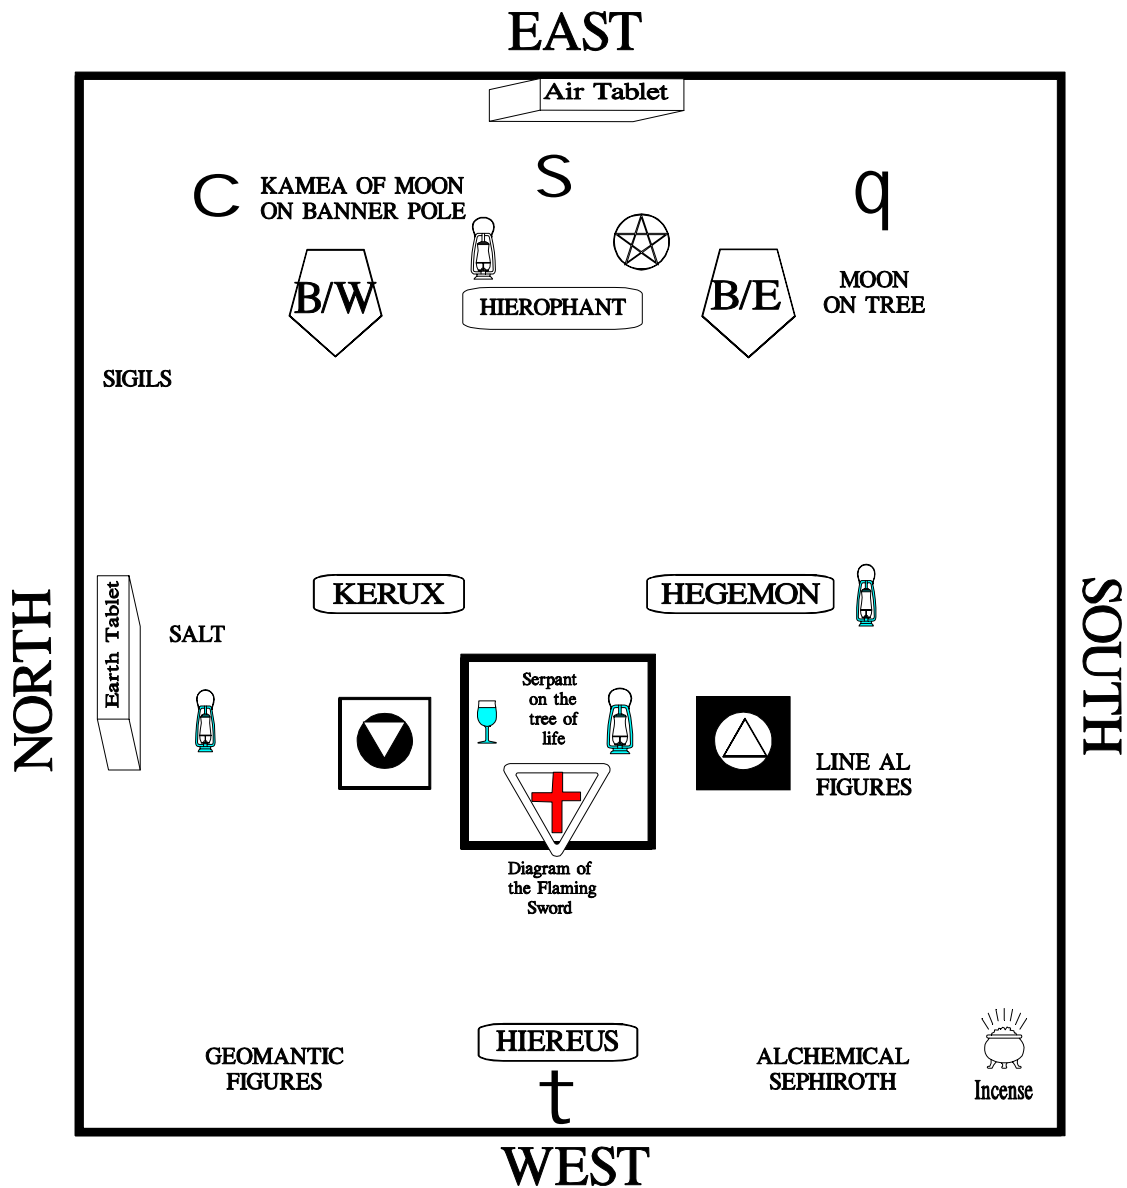 EAST
Air Tablet
C
KAMEA OF MOON
ON BANNER POLE
S
q
B/W
HIEROPHANT
B/E
MOON
ON TREE
SIGILS
NORTH
Earth Tablet
SALT
KERUX
HEGEMON
SOUTH
Serpant
on the
tree of
life
LINE AL
FIGURES
Diagram of
the Flaming
Sword
GEOMANTIC
FIGURES
HIEREUS
t
ALCHEMICAL
SEPHIROTH
Incense
WEST